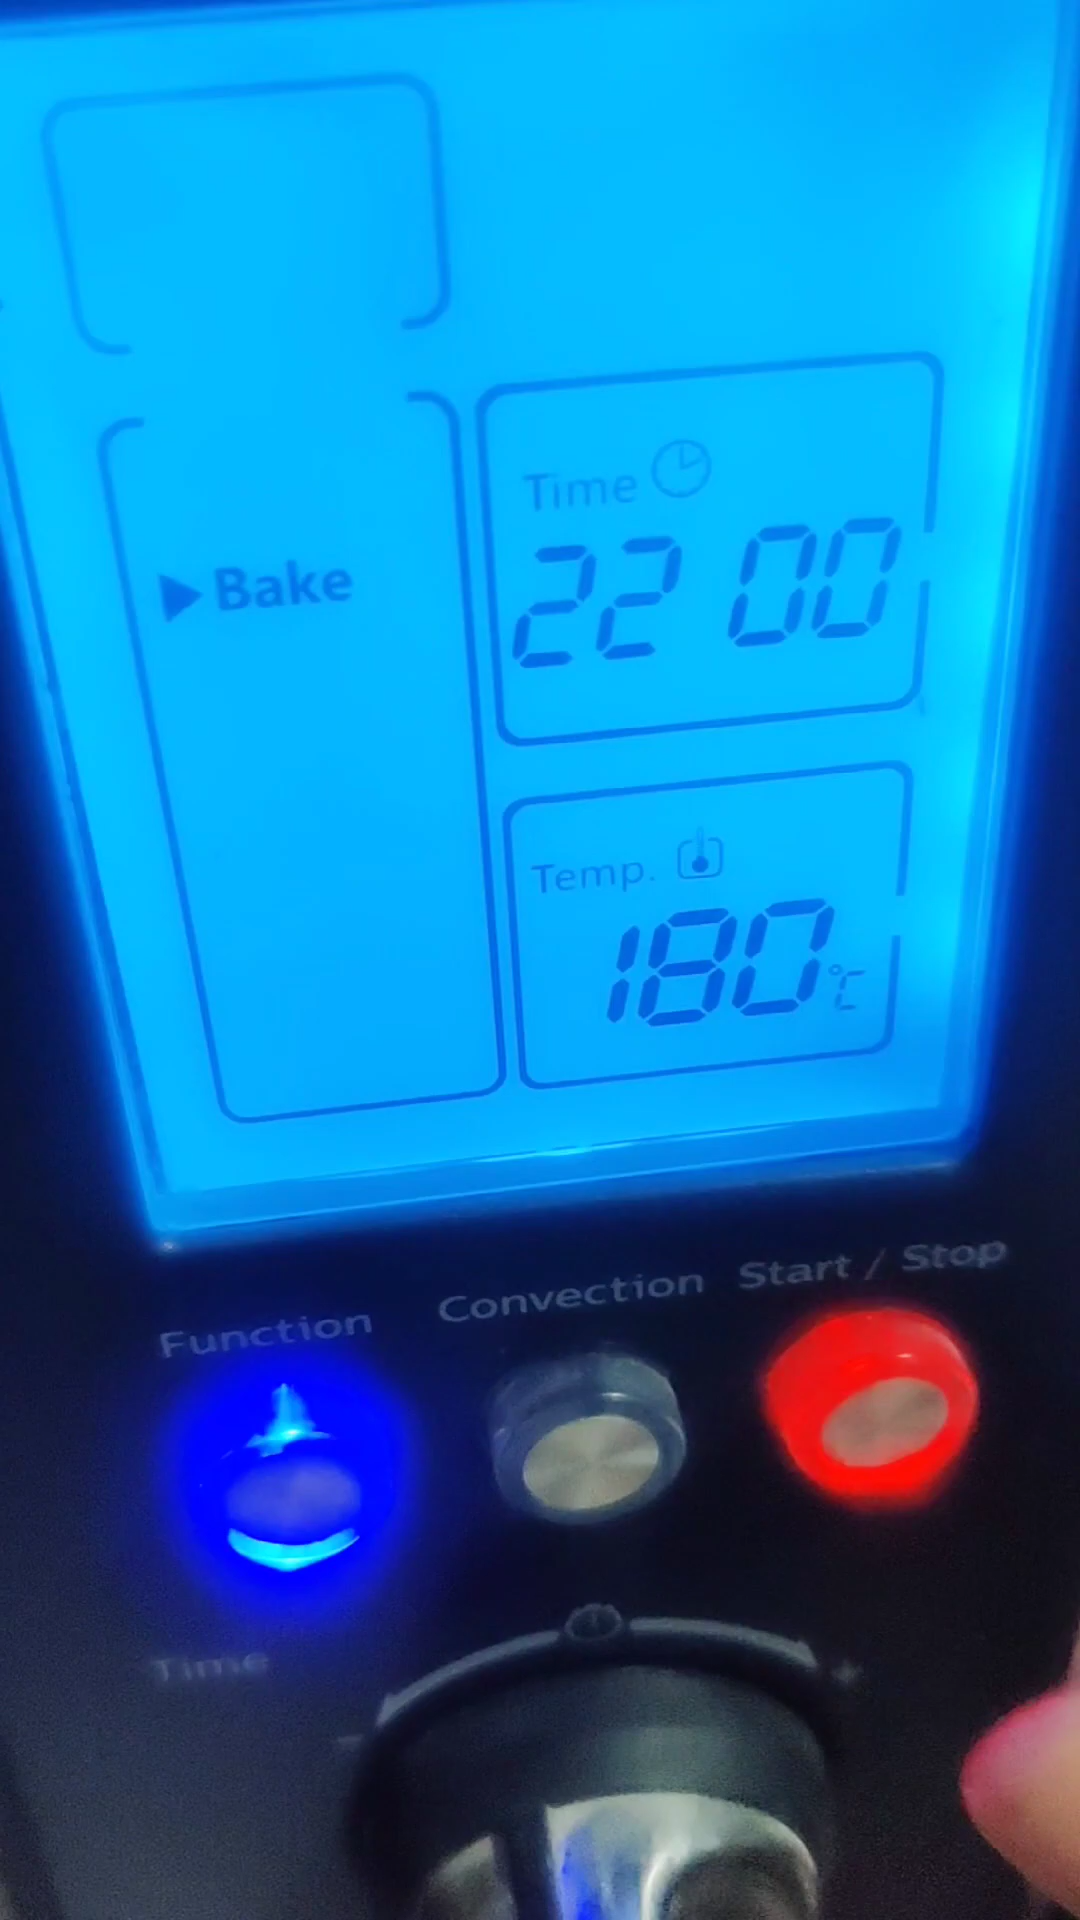 Bake
Time
22 00
Temp.
180°C
Function
Convection
Start / Stop
Time
- +